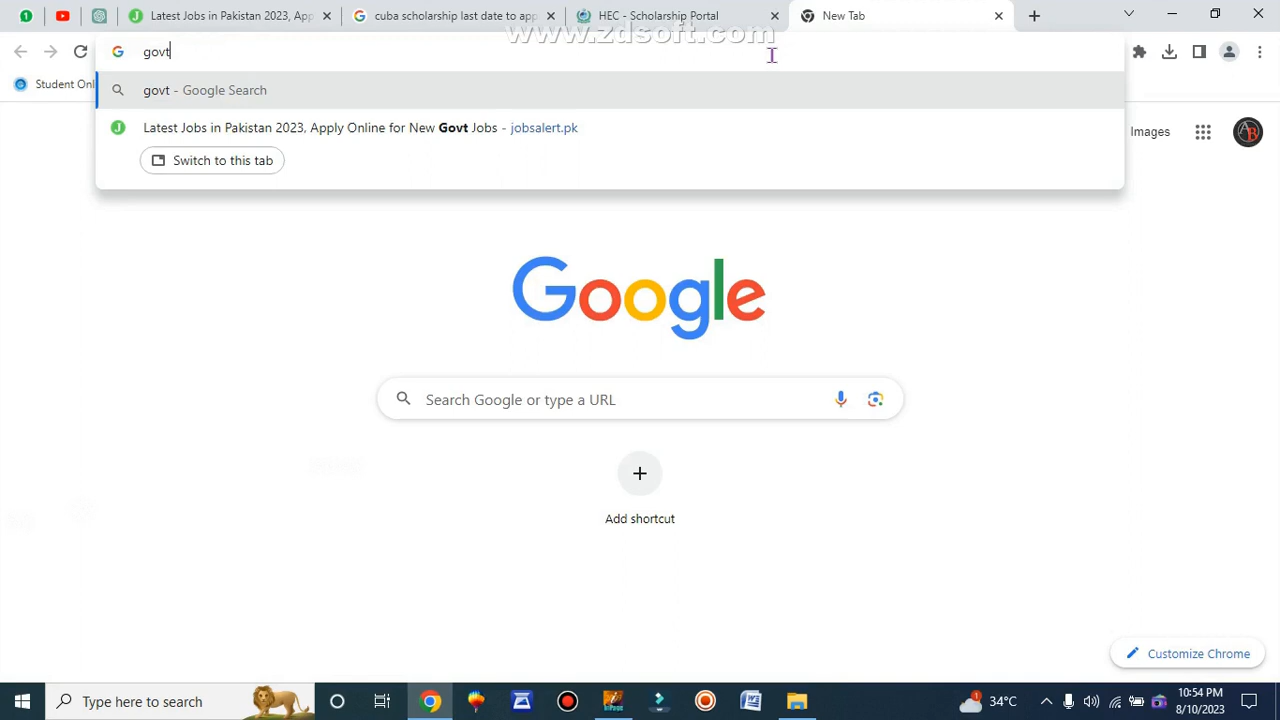 Latest Jobs in Pakistan 2023, Ap
cuba scholarship last date to app
HEC - Scholarship Portal
New Tab
www.zdsoft.com
govt
Student Onl
govt - Google Search
Latest Jobs in Pakistan 2023, Apply Online for New Govt Jobs - jobsalert.pk
Switch to this tab
Images
Google
Search Google or type a URL
Add shortcut
Customize Chrome
Type here to search
34°C
10:54 PM
8/10/2023